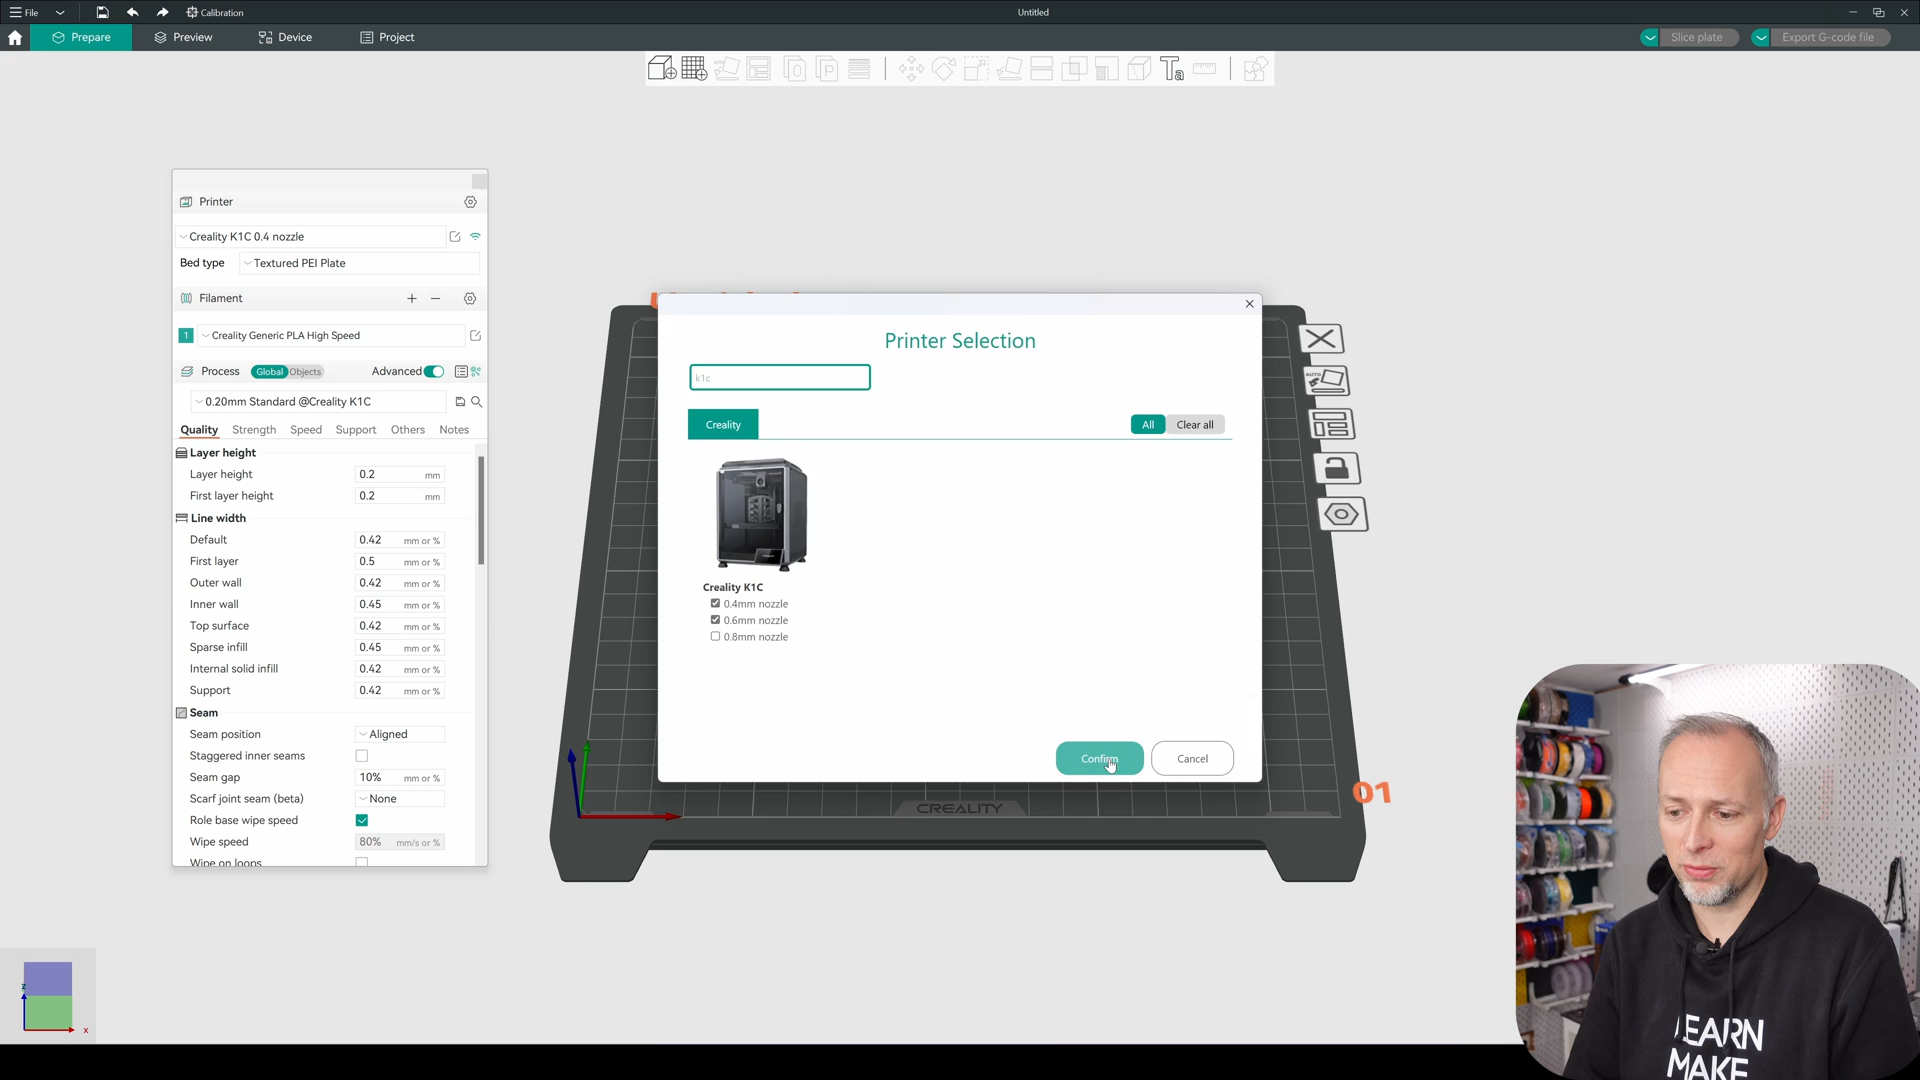 File
Calibration
Untitled
Prepare
Preview
Device
Project
Slice plate
Export G-code file
Printer
Creality K1C 0.4 nozzle
Bed type
Textured PEI Plate
Filament
1
Creality Generic PLA High Speed
Process
Global
Objects
Advanced
0.20mm Standard @Creality K1C
Quality
Strength
Speed
Support
Others
Notes
Layer height
Layer height 0.2 mm
First layer height 0.2 mm
Line width
Default 0.42 mm or %
First layer 0.5 mm or %
Outer wall 0.42 mm or %
Inner wall 0.45 mm or %
Top surface 0.42 mm or %
Sparse infill 0.45 mm or %
Internal solid infill 0.42 mm or %
Support 0.42 mm or %
Seam
Seam position Aligned
Staggered inner seams
Seam gap 10% mm or %
Scarf joint seam (beta) None
Role base wipe speed
Wipe speed 80% mm/s or %
Wipe on loops
Printer Selection
k1c
Creality
All
Clear all
Creality K1C
0.4mm nozzle
0.6mm nozzle
0.8mm nozzle
Confirm
Cancel
AUTO
CREALITY
01
z
x
LEARN
MAKE